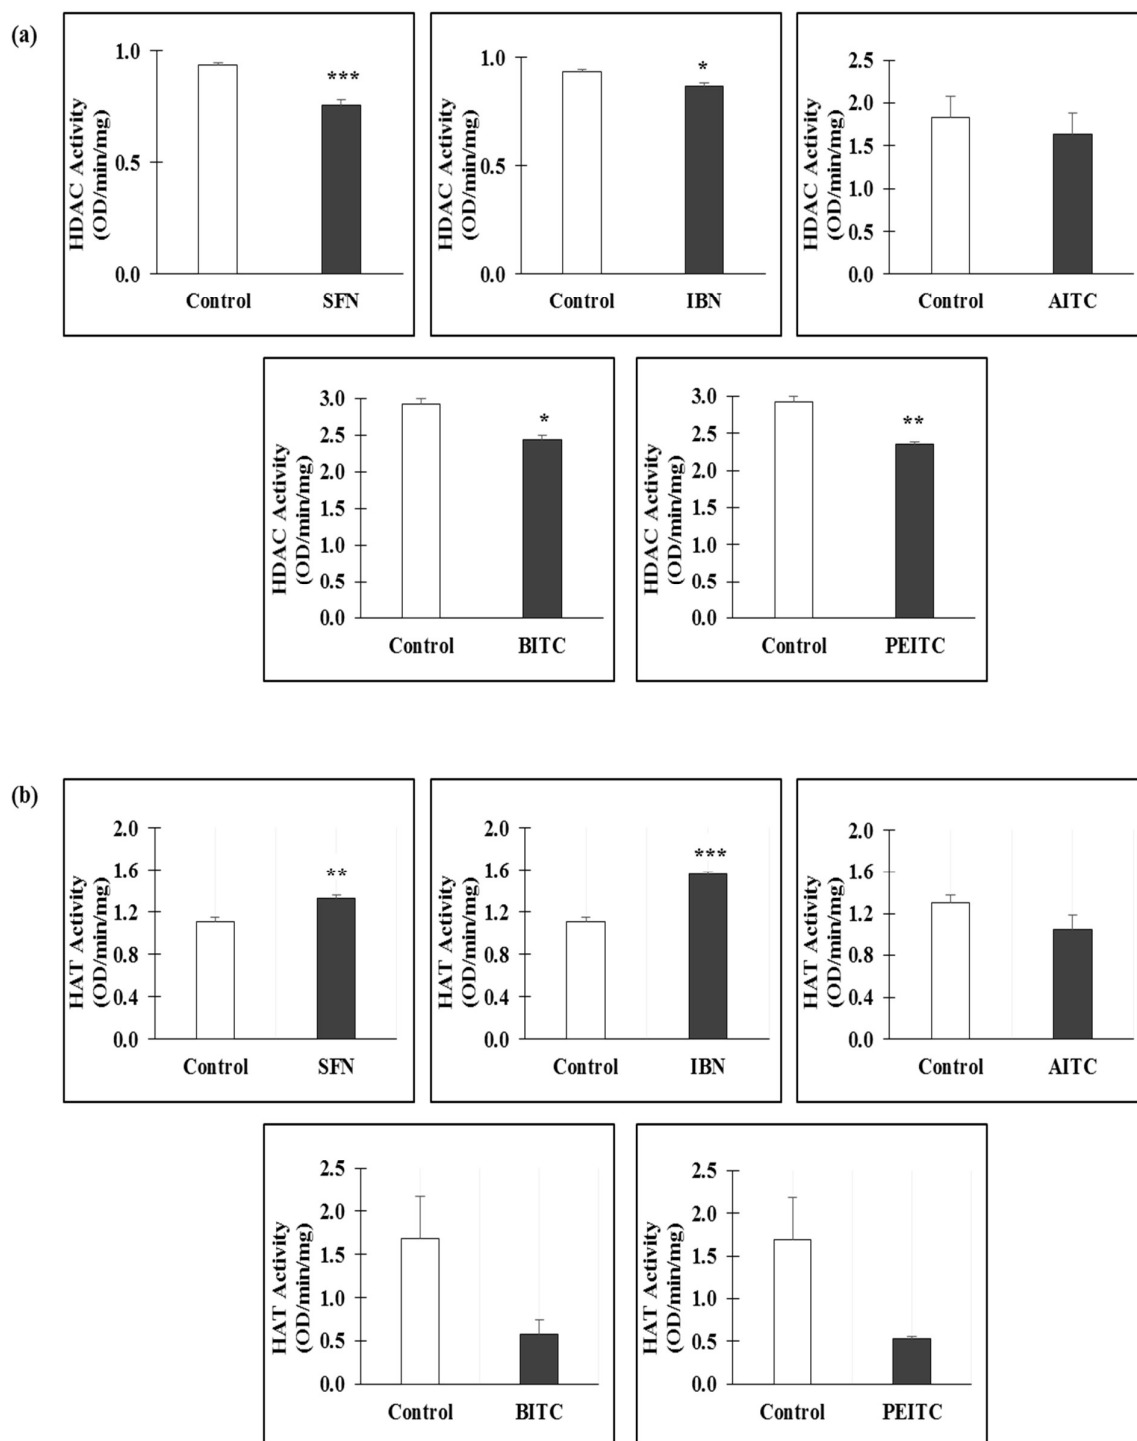 (a)
HDAC Activity
(OD/min/mg)
1.0
0.5
0.0
***
Control SFN
HDAC Activity
(OD/min/mg)
1.0
0.5
0.0
*
Control IBN
HDAC Activity
(OD/min/mg)
2.5
2.0
1.5
1.0
0.5
0.0
Control AITC
HDAC Activity
(OD/min/mg)
3.0
2.5
2.0
1.5
1.0
0.5
0.0
*
Control BITC
HDAC Activity
(OD/min/mg)
3.0
2.5
2.0
1.5
1.0
0.5
0.0
**
Control PEITC
(b)
HAT Activity
(OD/min/mg)
2.0
1.6
1.2
0.8
0.4
0.0
**
Control SFN
HAT Activity
(OD/min/mg)
2.0
1.6
1.2
0.8
0.4
0.0
***
Control IBN
HAT Activity
(OD/min/mg)
2.0
1.6
1.2
0.8
0.4
0.0
Control AITC
HAT Activity
(OD/min/mg)
2.5
2.0
1.5
1.0
0.5
0.0
Control BITC
HAT Activity
(OD/min/mg)
2.5
2.0
1.5
1.0
0.5
0.0
Control PEITC